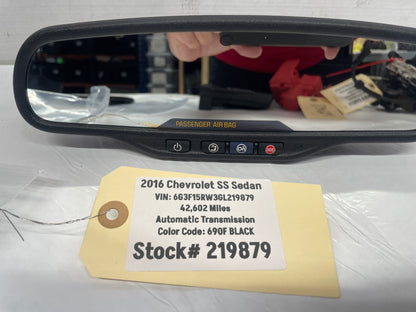 PASSENGER AIR BAG
SOS
2016 Chevrolet SS Sedan
VIN: 6G3F15RW3GL219879
42,602 Miles
Automatic Transmission
Color Code: 690F BLACK
Stock# 219879